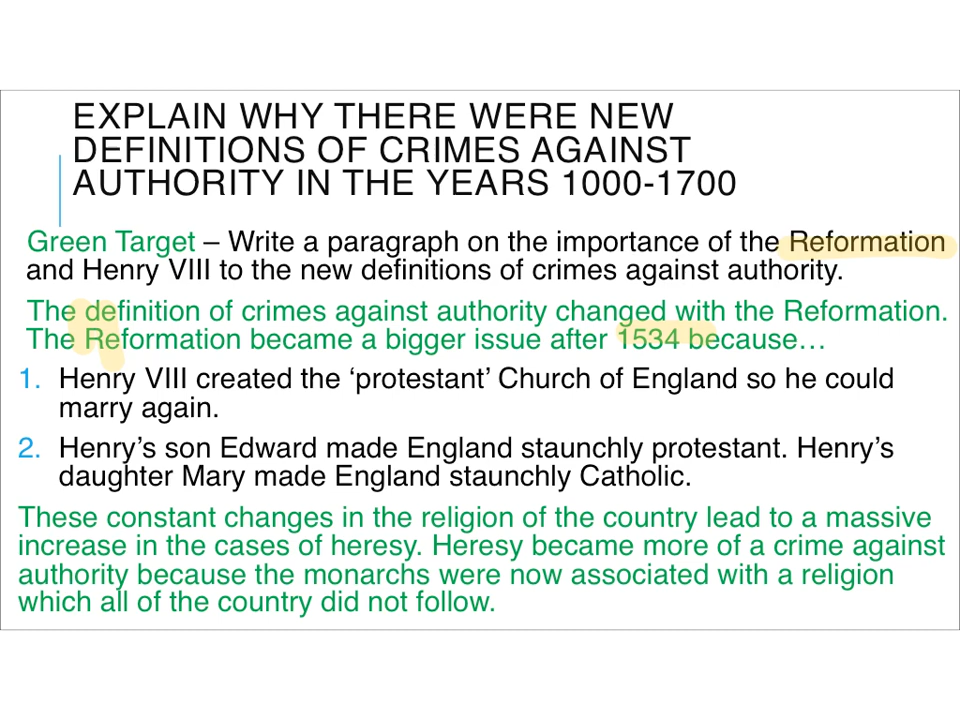 EXPLAIN WHY THERE WERE NEW
DEFINITIONS OF CRIMES AGAINST
AUTHORITY IN THE YEARS 1000-1700
Green Target – Write a paragraph on the importance of the Reformation
and Henry VIII to the new definitions of crimes against authority.
The definition of crimes against authority changed with the Reformation.
The Reformation became a bigger issue after 1534 because…
1. Henry VIII created the ‘protestant’ Church of England so he could
marry again.
2. Henry’s son Edward made England staunchly protestant. Henry’s
daughter Mary made England staunchly Catholic.
These constant changes in the religion of the country lead to a massive
increase in the cases of heresy. Heresy became more of a crime against
authority because the monarchs were now associated with a religion
which all of the country did not follow.